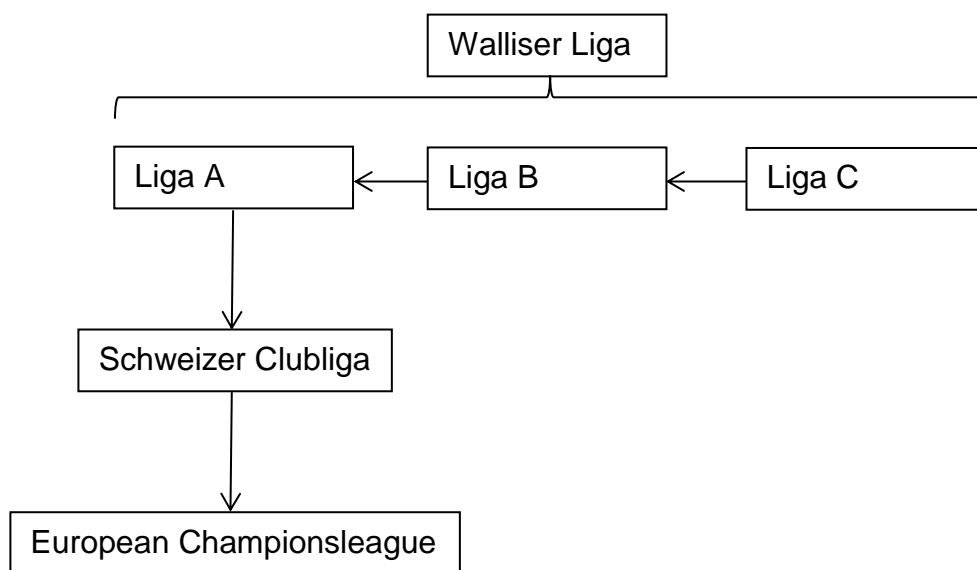 Walliser Liga
Liga A
Liga B
Liga C
Schweizer Clubliga
European Championsleague